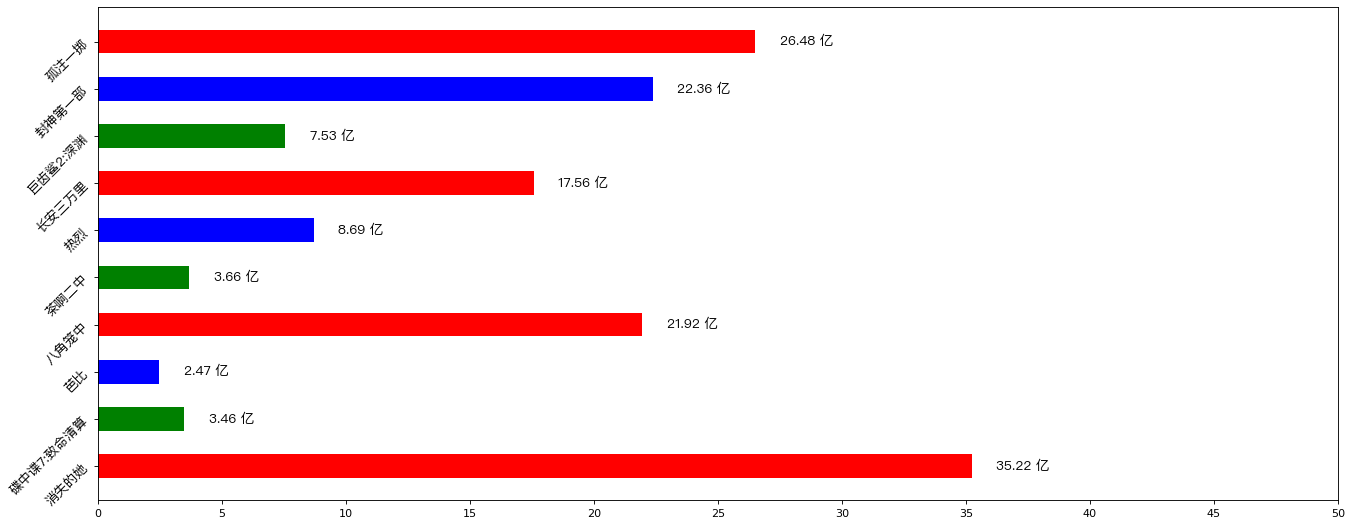 孤注一掷
26.48 亿
封神第一部
22.36 亿
巨齿鲨2:深渊
7.53 亿
长安三万里
17.56 亿
热烈
8.69 亿
茶啊二中
3.66 亿
八角笼中
21.92 亿
芭比
2.47 亿
碟中谍7:致命清算
3.46 亿
消失的她
35.22 亿
0 5 10 15 20 25 30 35 40 45 50